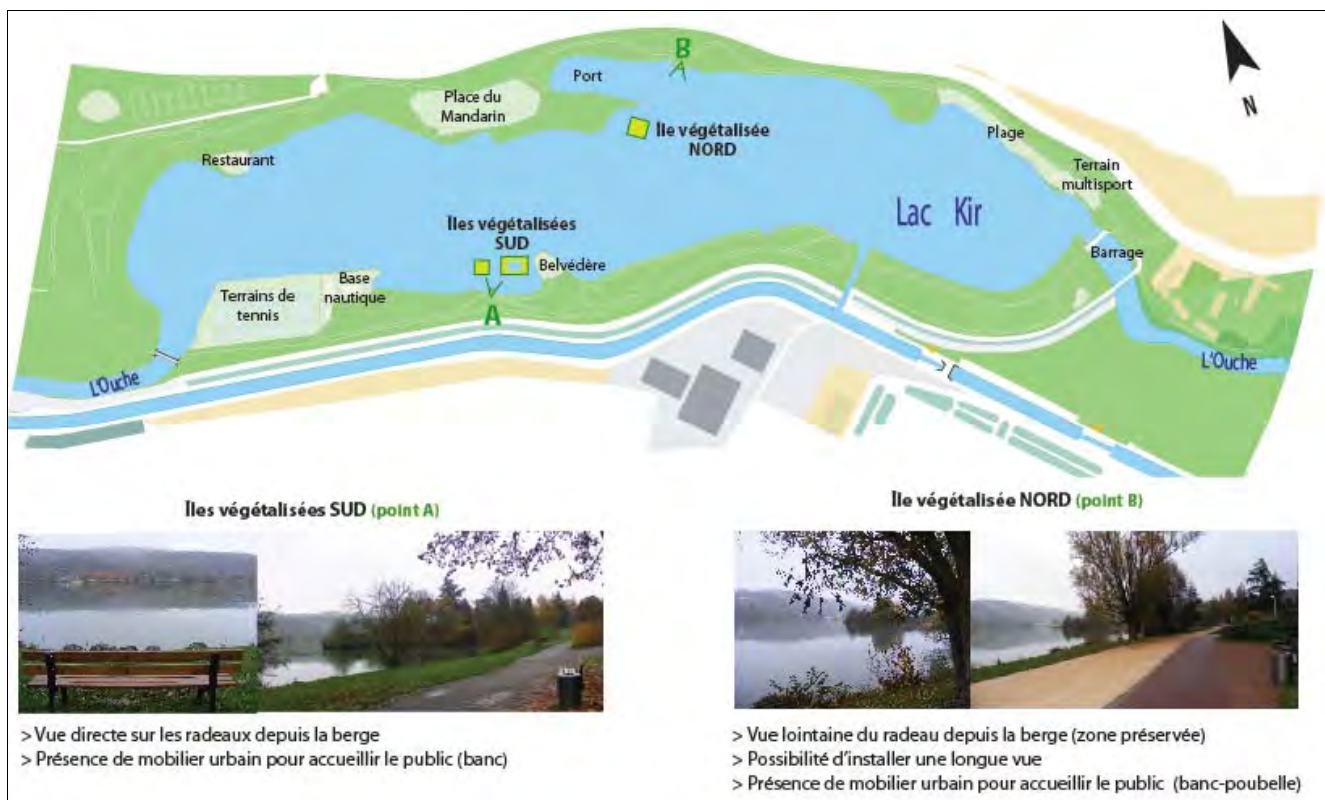 B
N
Port
Place du
Mandarin
Île végétalisée
NORD
Plage
Restaurant
Terrain
multisport
Lac Kir
Îles végétalisées
SUD
Barrage
Belvédère
Base
nautique
Terrains de
tennis
A
L'Ouche
L'Ouche
Îles végétalisées SUD (point A)
> Vue directe sur les radeaux depuis la berge
> Présence de mobilier urbain pour accueillir le public (banc)
Île végétalisée NORD (point B)
> Vue lointaine du radeau depuis la berge (zone préservée)
> Possibilité d'installer une longue vue
> Présence de mobilier urbain pour accueillir le public (banc-poubelle)